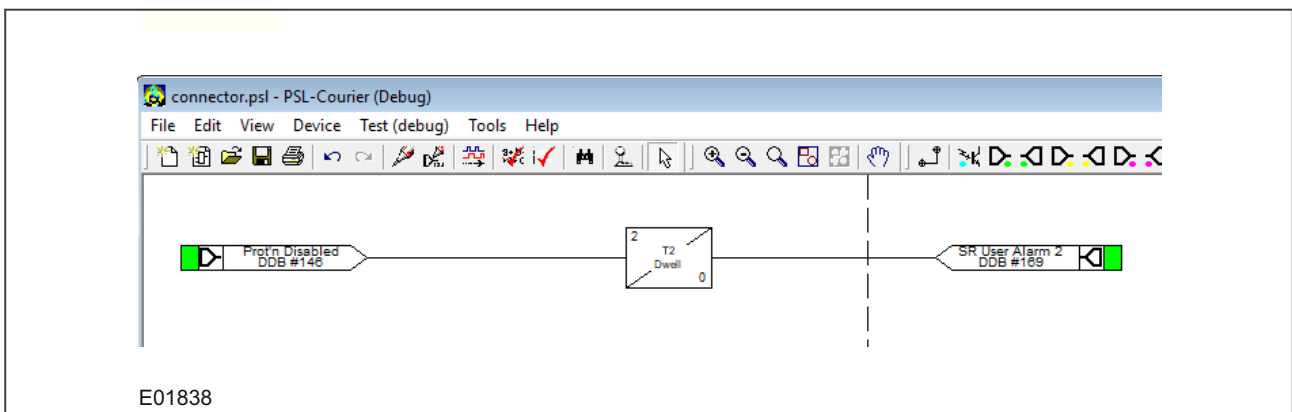 connector.psl - PSL-Courier (Debug)
File Edit View Device Test (debug) Tools Help
Prot'n Disabled
DDB #146
2
T2
Dwell
0
SR User Alarm 2
DDB #169
E01838